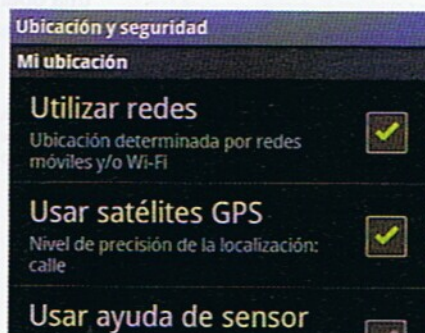 Ubicación y seguridad
Mi ubicación
Utilizar redes
Ubicación determinada por redes
móviles y/o Wi-Fi
Usar satélites GPS
Nivel de precisión de la localización:
calle
Usar ayuda de sensor